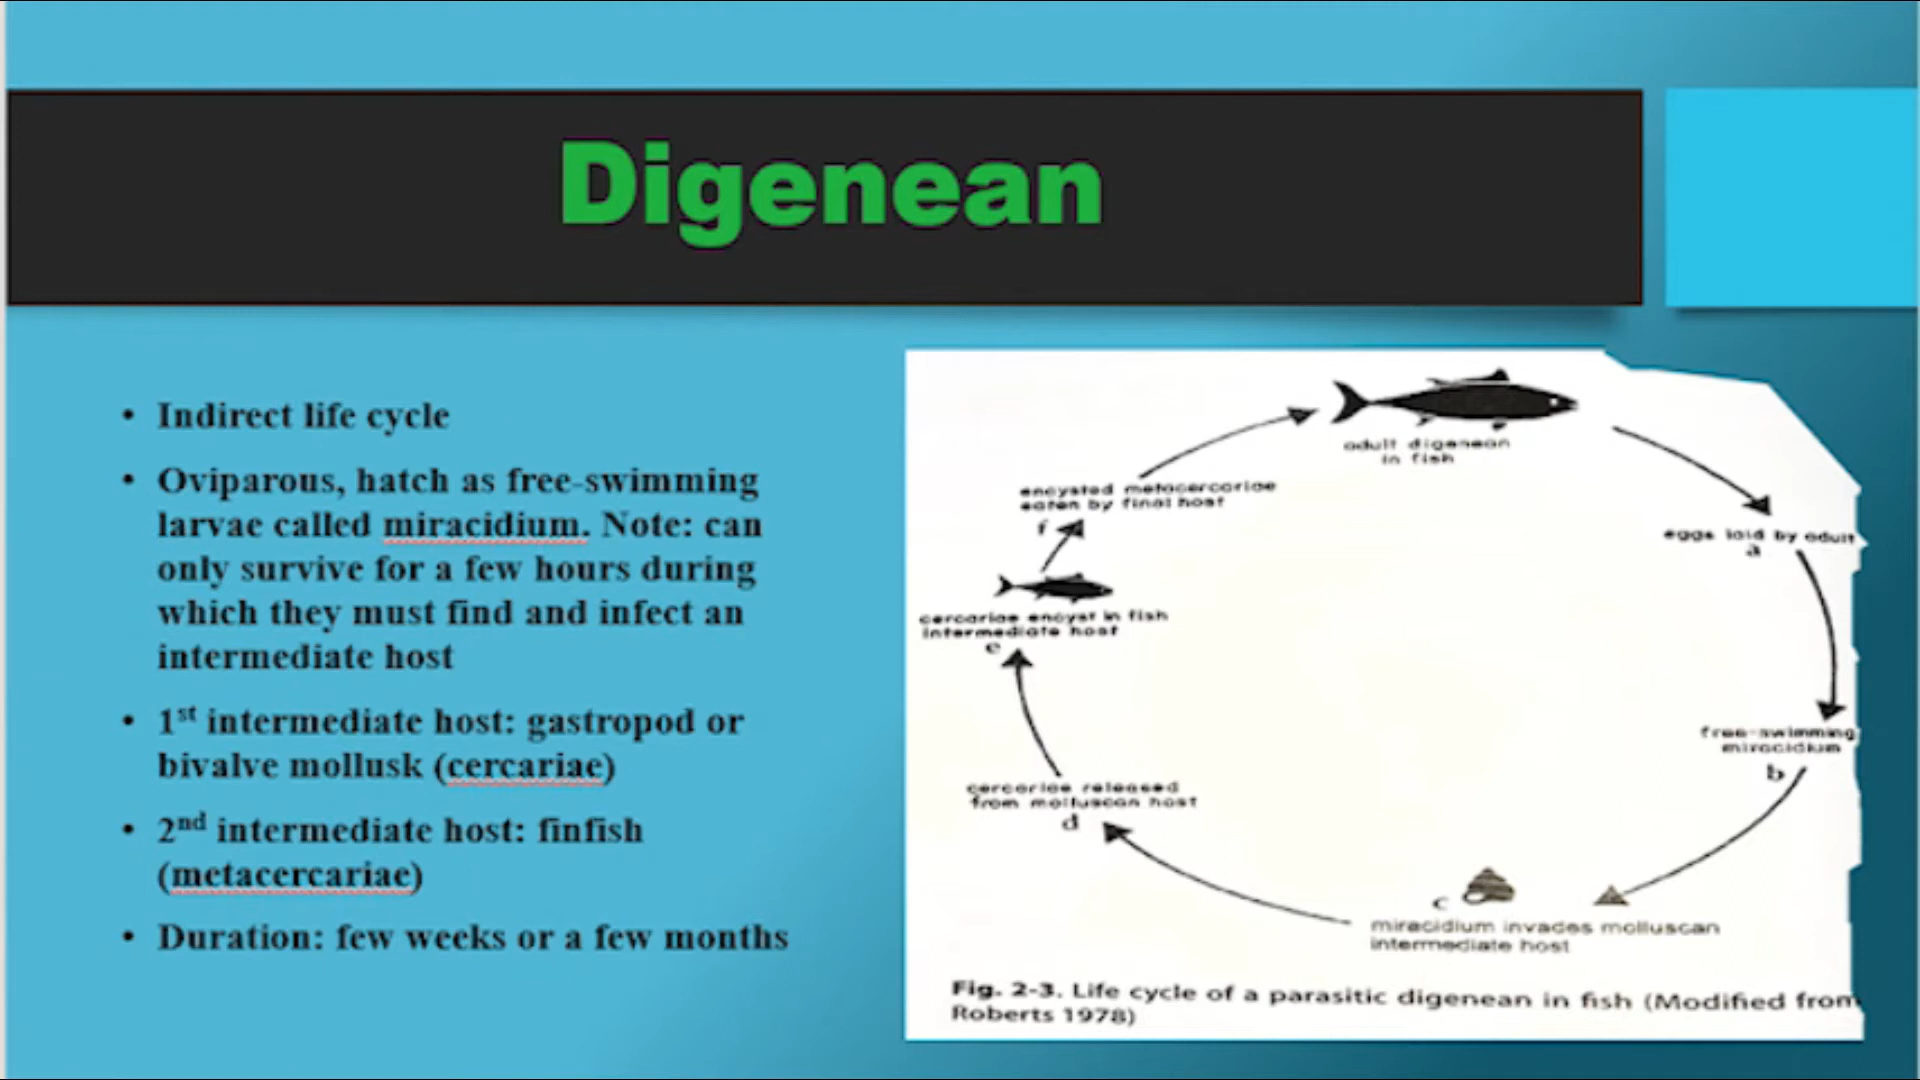 Digenean
• Indirect life cycle
• Oviparous, hatch as free-swimming
larvae called miracidium. Note: can
only survive for a few hours during
which they must find and infect an
intermediate host
• 1st intermediate host: gastropod or
bivalve mollusk (cercariae)
• 2nd intermediate host: finfish
(metacercariae)
• Duration: few weeks or a few months
adult digenean
in fish
eggs laid by adult
a
free-swimming
miracidium
b
c
miracidium invades molluscan
intermediate host
cercariae released
from molluscan host
d
cercariae encyst in fish
intermediate host
e
encysted metacercariae
eaten by final host
f
Fig. 2-3. Life cycle of a parasitic digenean in fish (Modified from
Roberts 1978)